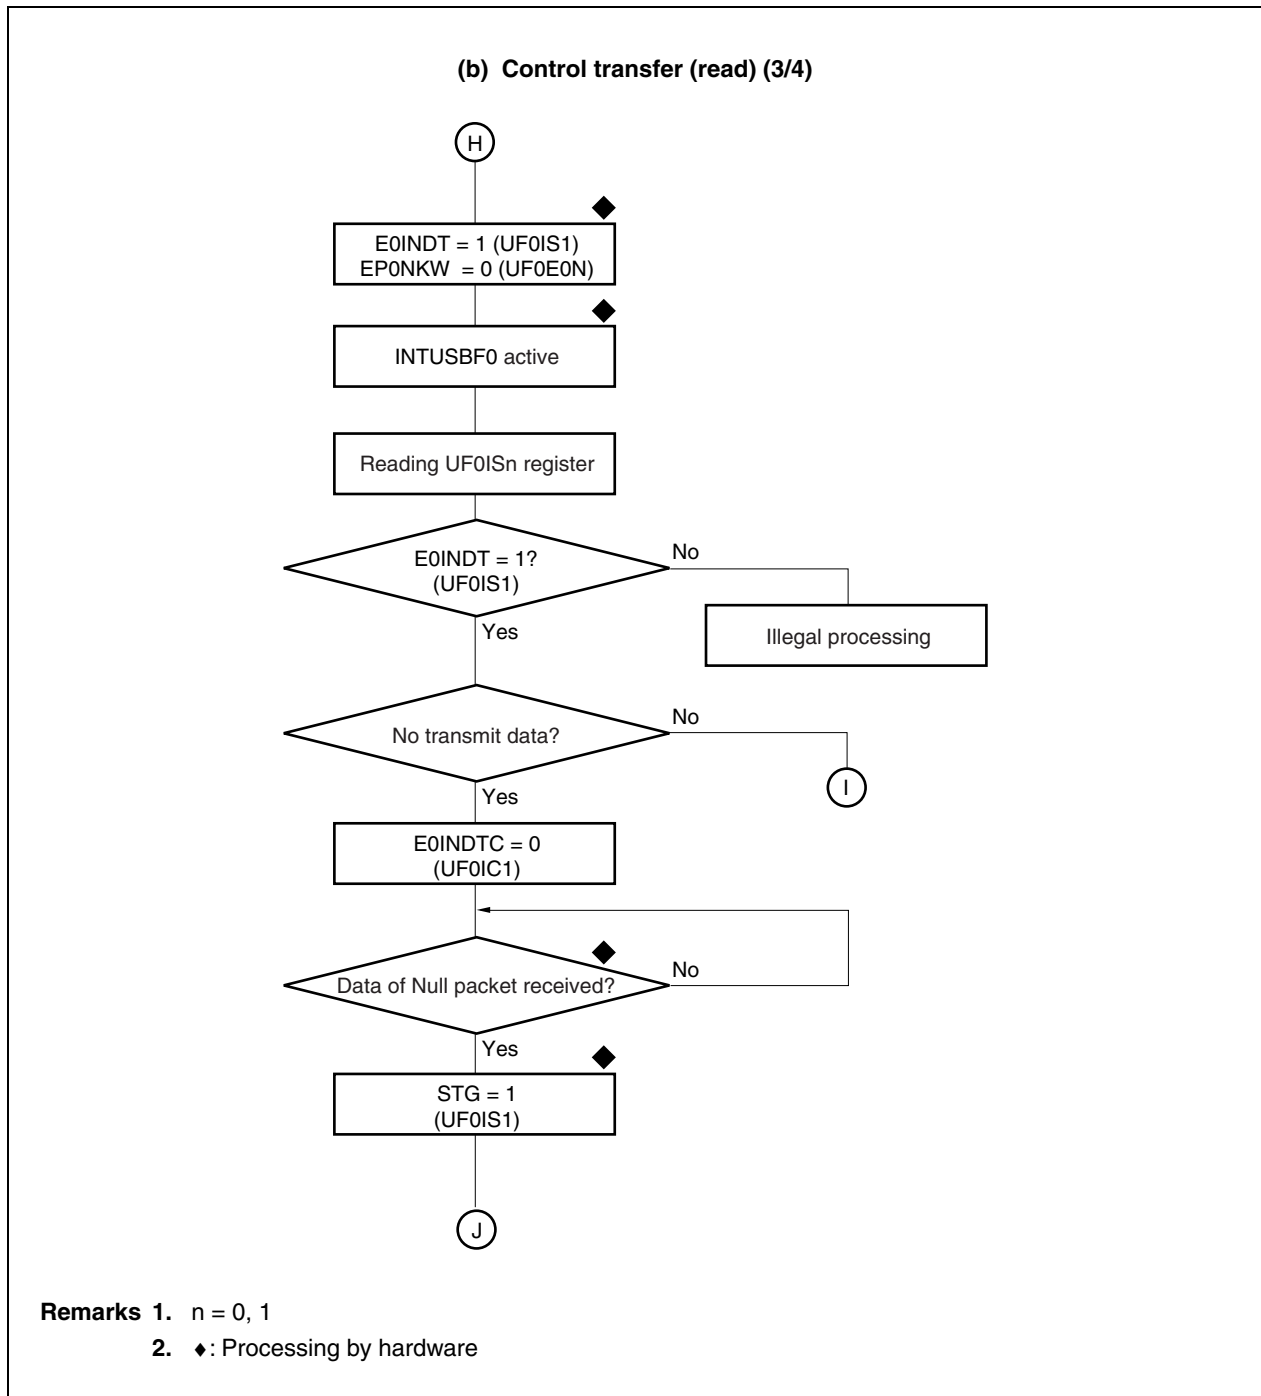 (b) Control transfer (read) (3/4)
H
E0INDT = 1 (UF0IS1)
EP0NKW = 0 (UF0E0N)
INTUSBF0 active
Reading UF0ISn register
E0INDT = 1?
(UF0IS1)
No
Illegal processing
Yes
No transmit data?
No
I
Yes
E0INDTC = 0
(UF0IC1)
Data of Null packet received?
No
Yes
STG = 1
(UF0IS1)
J
Remarks 1. n = 0, 1
2. ♦: Processing by hardware